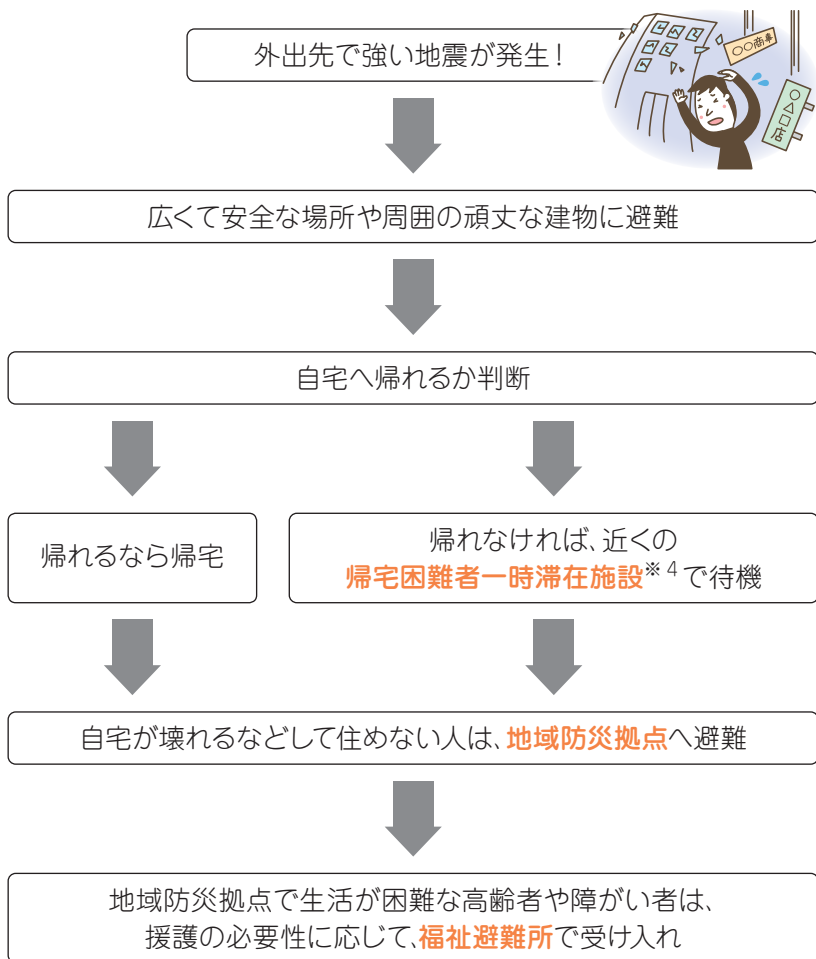 外出先で強い地震が発生！
○○商事
○△□店
広くて安全な場所や周囲の頑丈な建物に避難
自宅へ帰れるか判断
帰れるなら帰宅
帰れなければ、近くの
帰宅困難者一時滞在施設※4で待機
自宅が壊れるなどして住めない人は、地域防災拠点へ避難
地域防災拠点で生活が困難な高齢者や障がい者は、
援護の必要性に応じて、福祉避難所で受け入れ